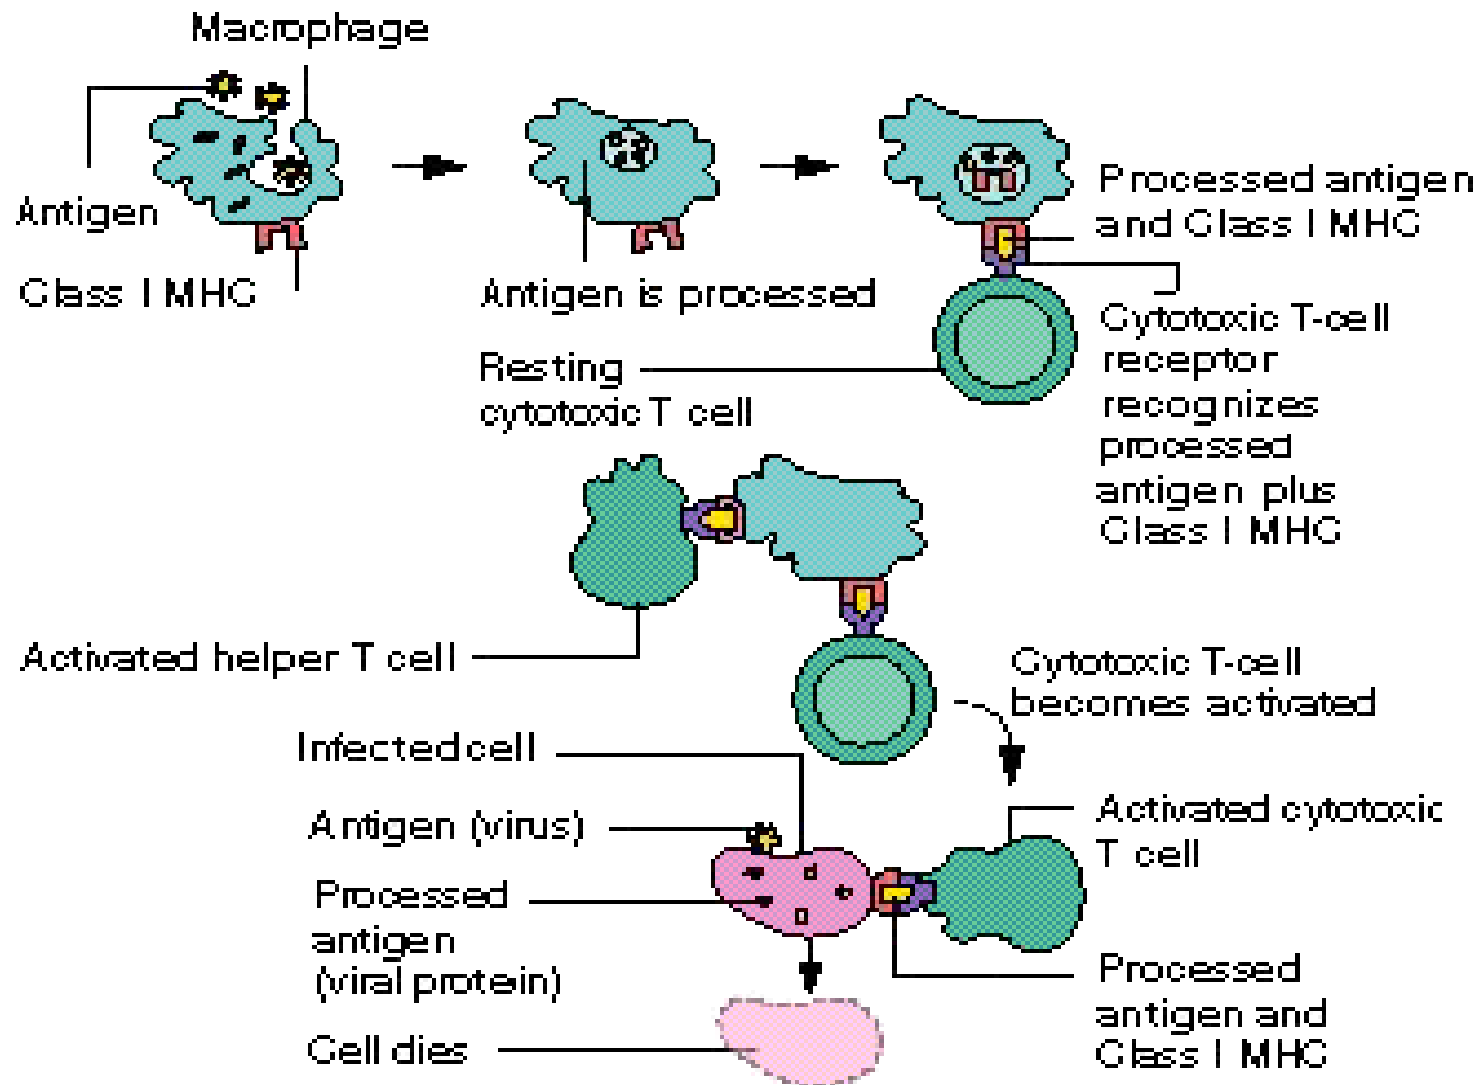 Macrophage
Antigen
Class I MHC
Antigen is processed
Processed antigen
and Class I MHC
Resting
cytotoxic T cell
Cytotoxic T-cell
receptor
recognizes
processed
antigen plus
Class I MHC
Activated helper T cell
Cytotoxic T-cell
becomes activated
Infected cell
Antigen (virus)
Activated cytotoxic
T cell
Processed
antigen
(viral protein)
Processed
antigen and
Class I MHC
Cell dies